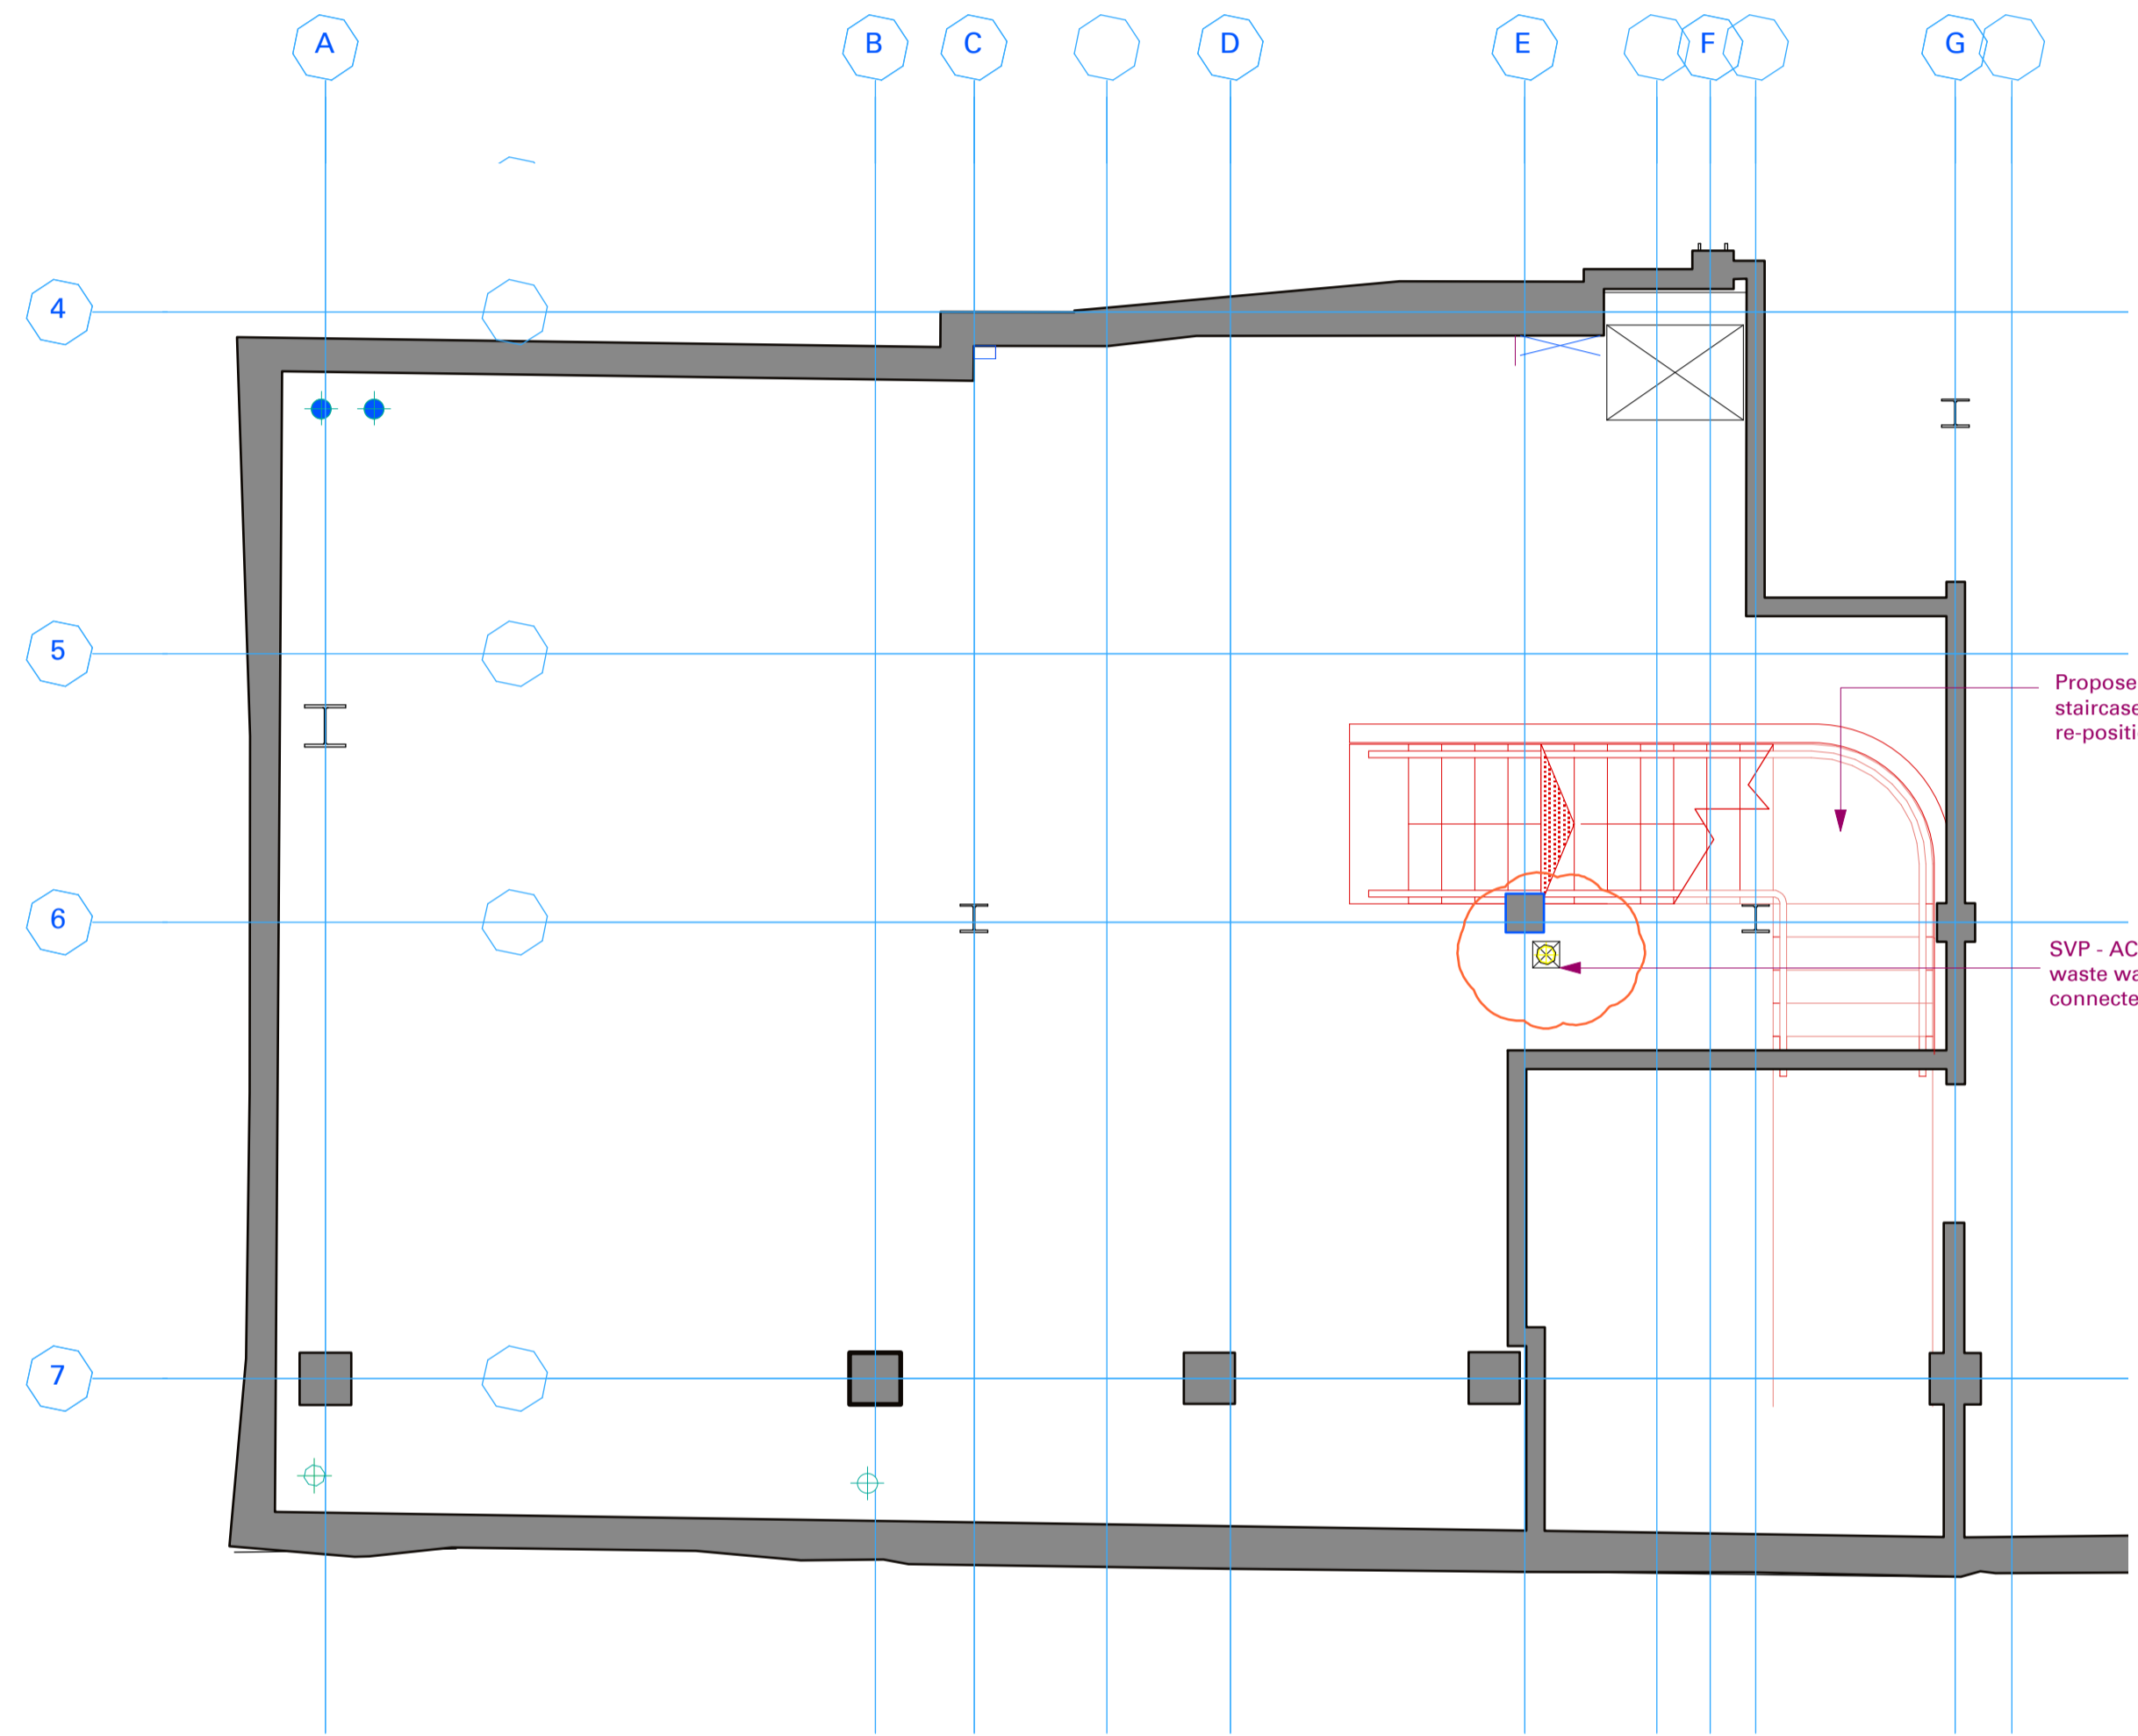 A B C D E F G
4
5
Propose
staircase
re-positi
6
SVP - AC
waste wa
connecte
7